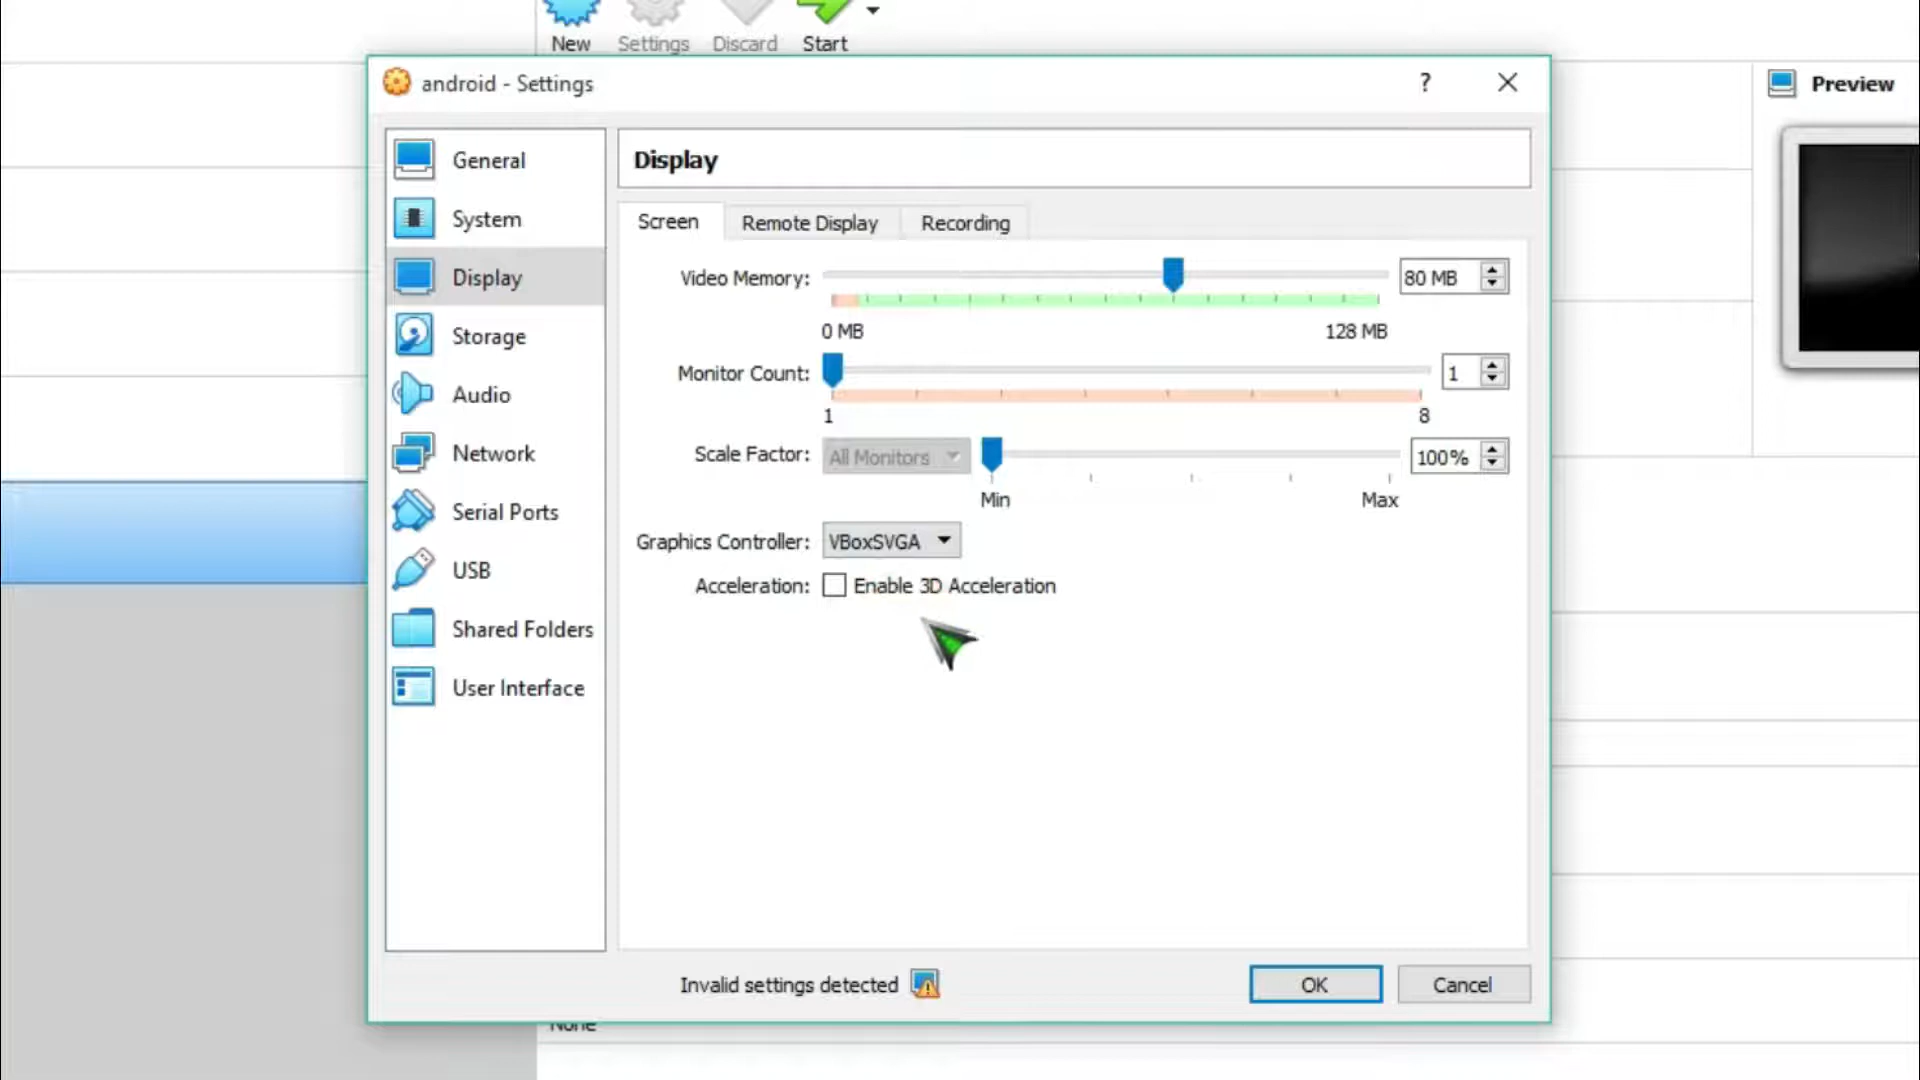 New Settings Discard Start
android - Settings
?
Preview
General
System
Display
Storage
Audio
Network
Serial Ports
USB
Shared Folders
User Interface
Display
Screen Remote Display Recording
Video Memory: 80 MB
0 MB 128 MB
Monitor Count: 1
1 8
Scale Factor: All Monitors 100%
Min Max
Graphics Controller: VBoxSVGA
Acceleration: Enable 3D Acceleration
Invalid settings detected OK Cancel
None